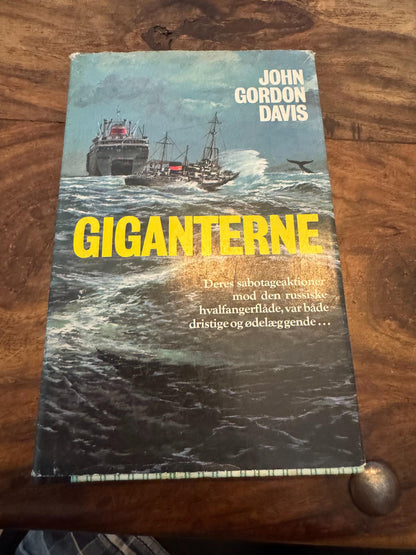 JOHN
GORDON
DAVIS
GIGANTERNE
Deres sabotageaktioner
mod den russiske
hvalfangerflåde, var både
dristige og ødelæggende...